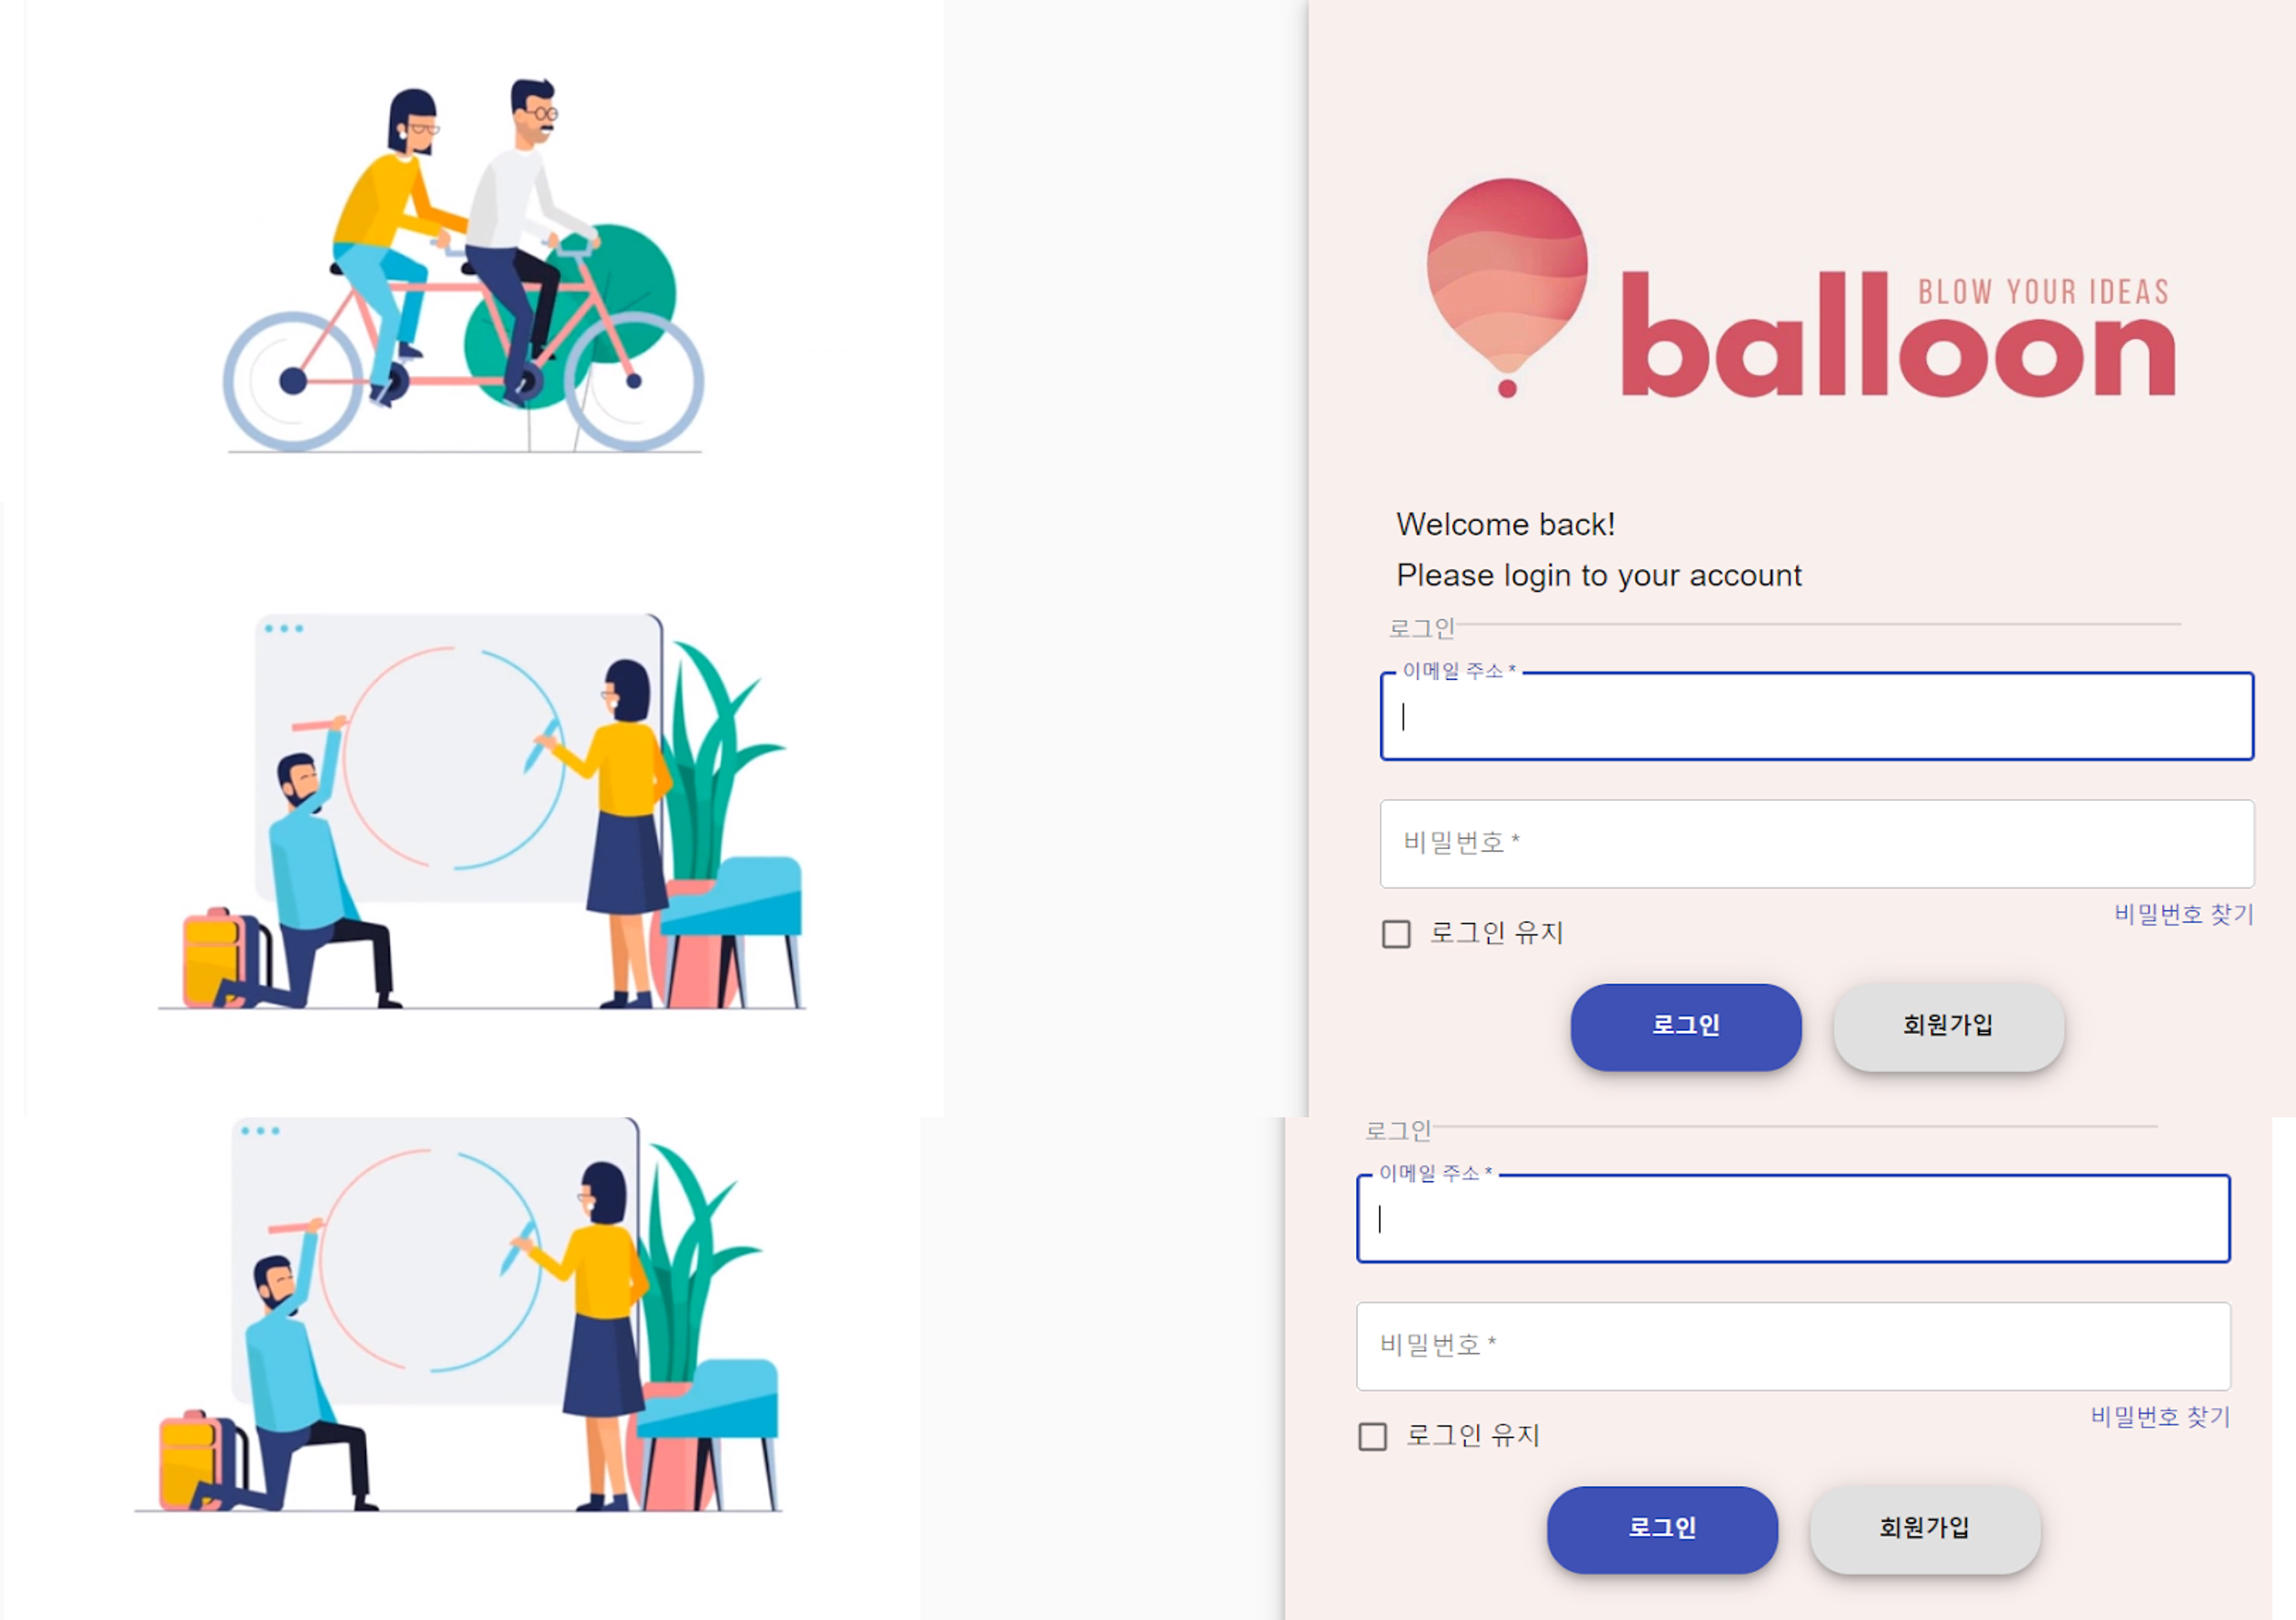 BLOW YOUR IDEAS
balloon
Welcome back!
Please login to your account
로그인
이메일 주소 *
비밀번호 *
비밀번호 찾기
로그인 유지
로그인 회원가입
로그인
이메일 주소 *
비밀번호 *
비밀번호 찾기
로그인 유지
로그인 회원가입